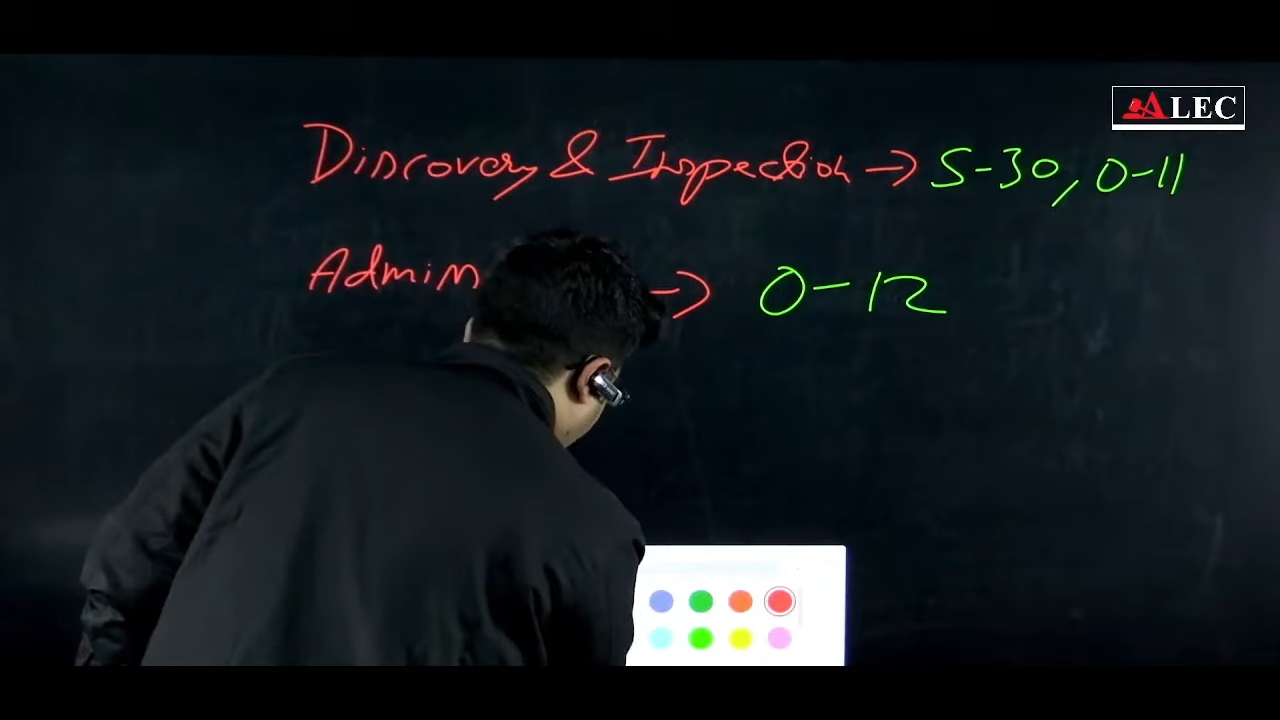 ALEC
Discovery & Inspection → S-30, O-11
Admin → O-12